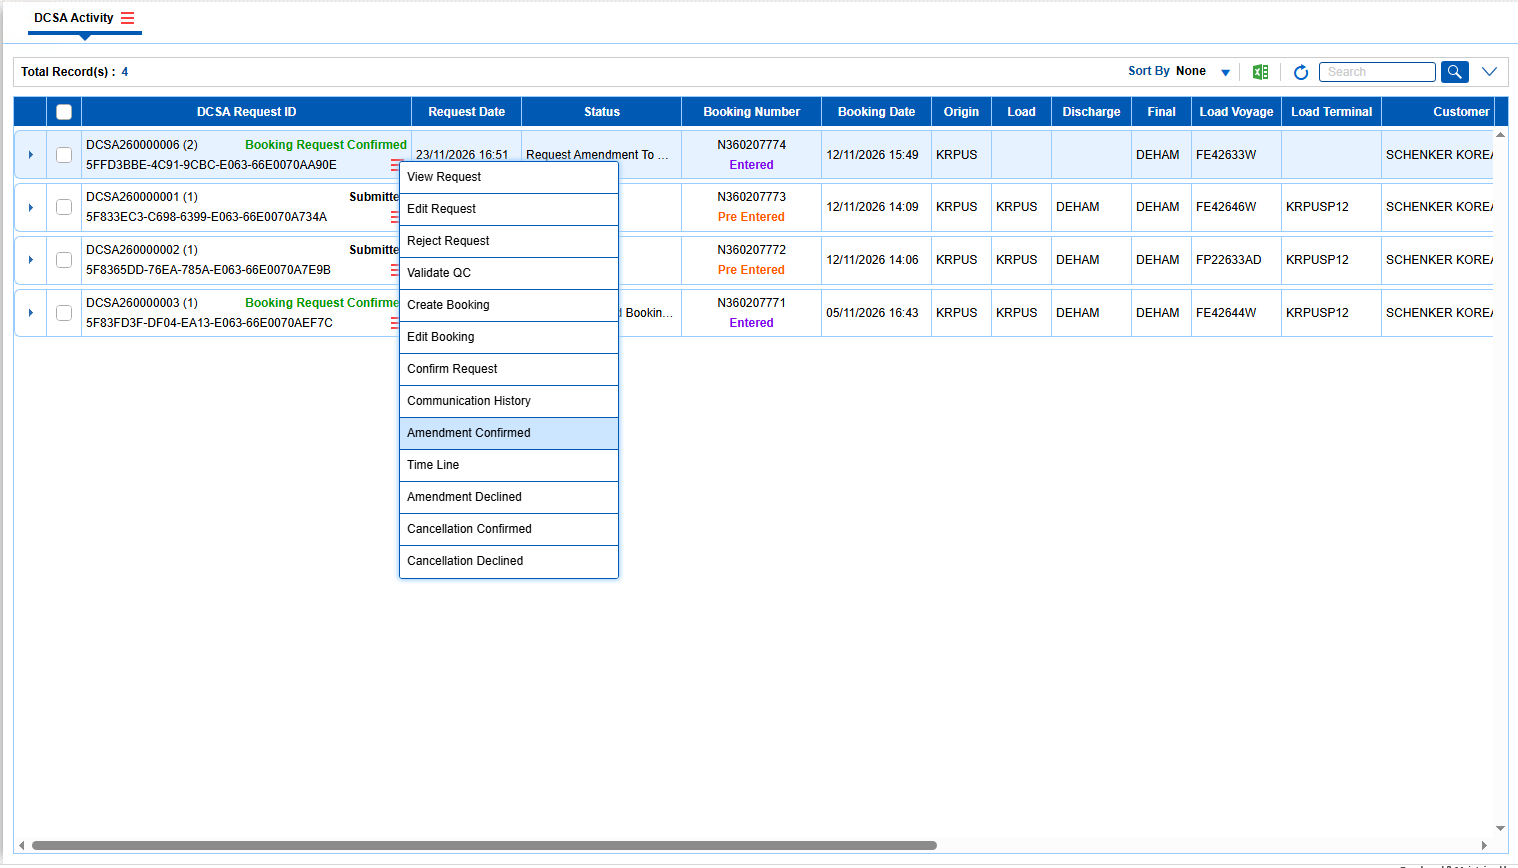 DCSA Activity
Total Record(s) : 4
Sort By None
Search
DCSA Request ID Request Date Status Booking Number Booking Date Origin Load Discharge Final Load Voyage Load Terminal Customer
DCSA260000006 (2) Booking Request Confirmed
5FFD3BBE-4C91-9CBC-E063-66E0070AA90E
23/11/2026 16:51 Request Amendment To ...
N360207774
Entered
12/11/2026 15:49 KRPUS DEHAM FE42633W SCHENKER KOREA
DCSA260000001 (1) Submitte
5F833EC3-C698-6399-E063-66E0070A734A
N360207773
Pre Entered
12/11/2026 14:09 KRPUS KRPUS DEHAM DEHAM FE42646W KRPUSP12 SCHENKER KOREA
DCSA260000002 (1) Submitte
5F8365DD-76EA-785A-E063-66E0070A7E9B
N360207772
Pre Entered
12/11/2026 14:06 KRPUS KRPUS DEHAM DEHAM FP22633AD KRPUSP12 SCHENKER KOREA
DCSA260000003 (1) Booking Request Confirme
5F83FD3F-DF04-EA13-E063-66E0070AEF7C
Bookin...
N360207771
Entered
05/11/2026 16:43 KRPUS KRPUS DEHAM DEHAM FE42644W KRPUSP12 SCHENKER KOREA
View Request
Edit Request
Reject Request
Validate QC
Create Booking
Edit Booking
Confirm Request
Communication History
Amendment Confirmed
Time Line
Amendment Declined
Cancellation Confirmed
Cancellation Declined